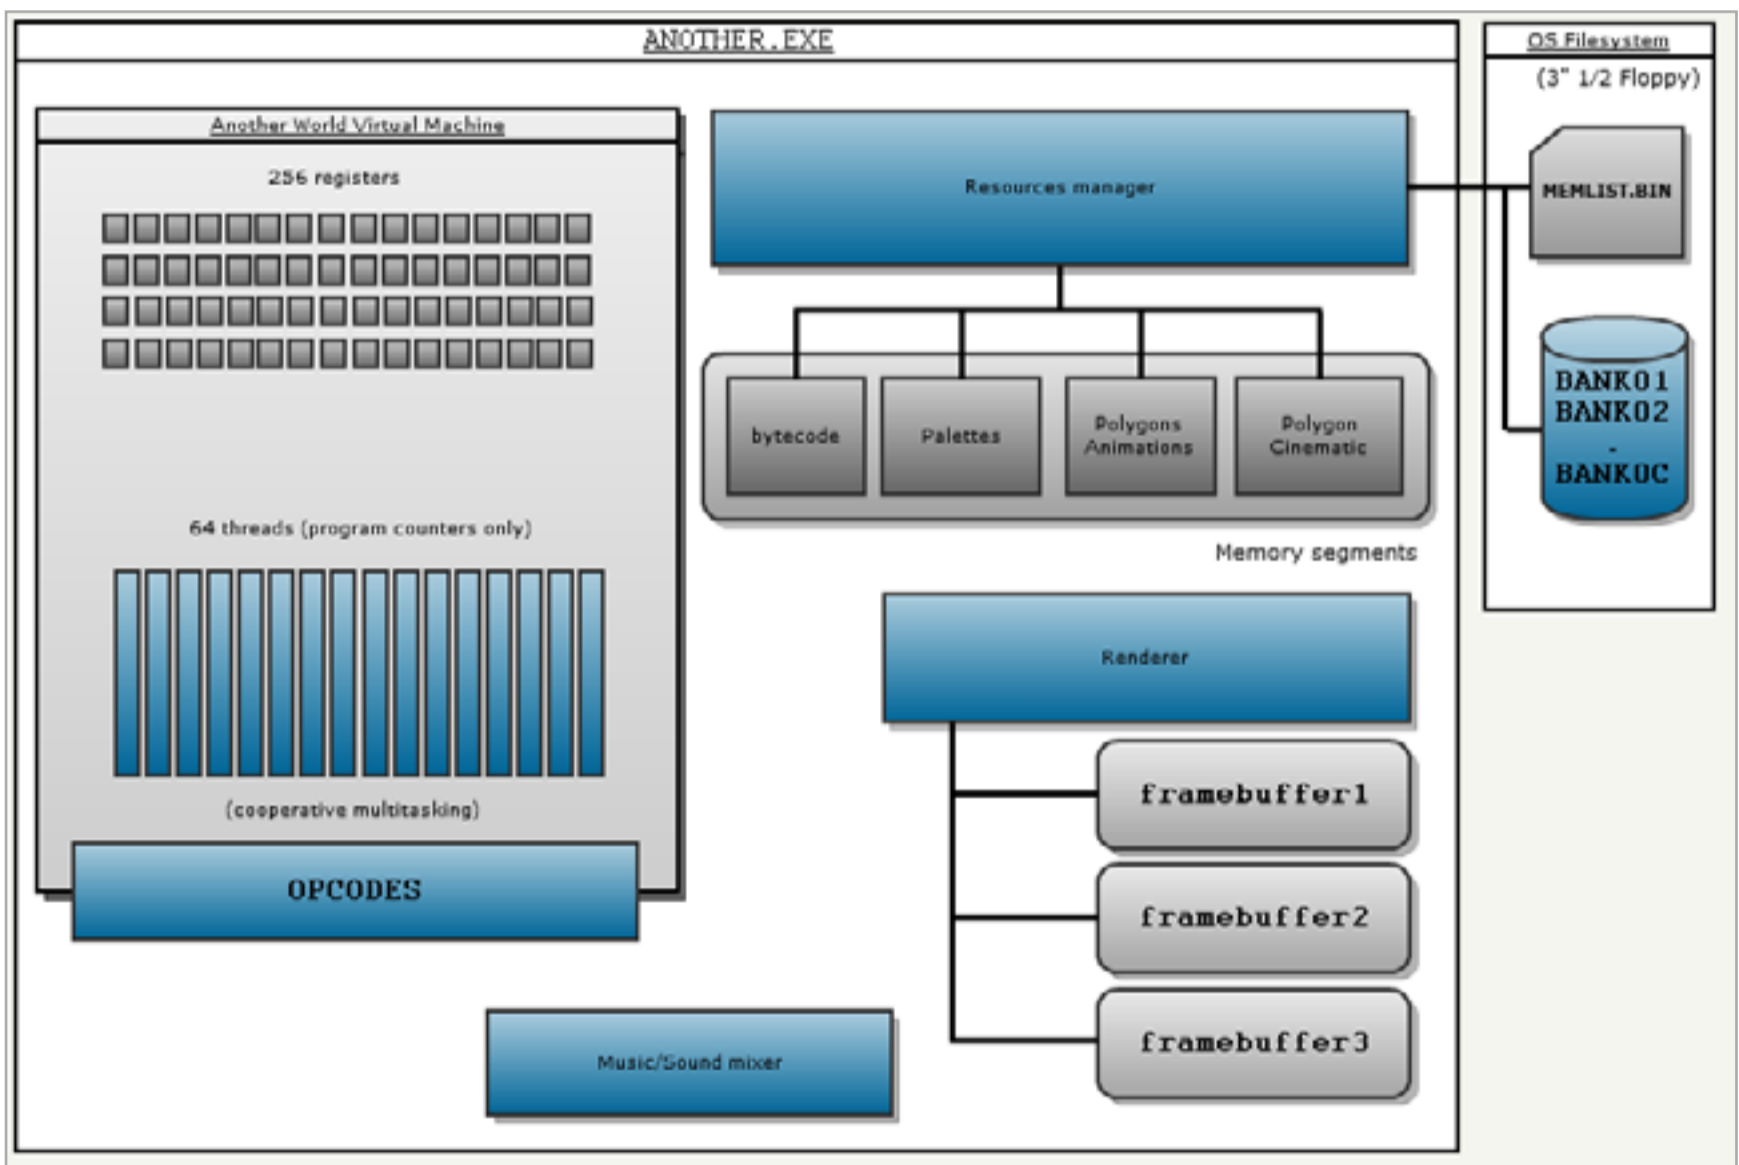 ANOTHER.EXE
OS Filesystem
(3" 1/2 Floppy)
Another World Virtual Machine
256 registers
Resources manager
MEMLIST.BIN
bytecode
Palettes
Polygons
Animations
Polygon
Cinematic
BANK01
BANK02
-
BANK0C
Memory segments
64 threads (program counters only)
(cooperative multitasking)
OPCODES
Renderer
framebuffer1
framebuffer2
framebuffer3
Music/Sound mixer